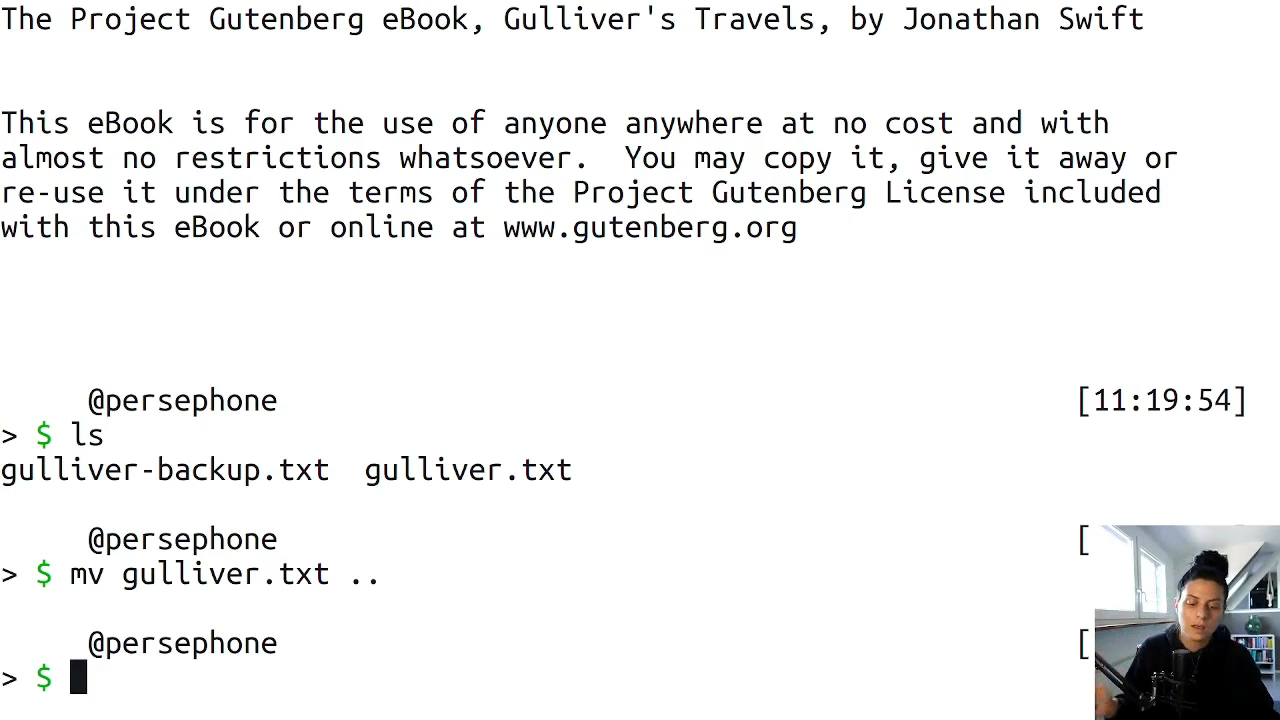 The Project Gutenberg eBook, Gulliver's Travels, by Jonathan Swift
This eBook is for the use of anyone anywhere at no cost and with
almost no restrictions whatsoever.  You may copy it, give it away or
re-use it under the terms of the Project Gutenberg License included
with this eBook or online at www.gutenberg.org
@persephone [11:19:54]
> $ ls
gulliver-backup.txt  gulliver.txt
@persephone [
> $ mv gulliver.txt ..
@persephone [
> $